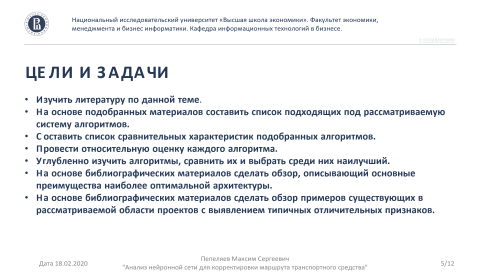 Национальный исследовательский университет «Высшая школа экономики». Факультет экономики,
менеджмента и бизнес информатики. Кафедра информационных технологий в бизнесе.
ЦЕЛИ И ЗАДАЧИ
• Изучить литературу по данной теме.
• На основе подобранных материалов составить список подходящих под рассматриваемую
систему алгоритмов.
• Составить список сравнительных характеристик подобранных алгоритмов.
• Провести относительную оценку каждого алгоритма.
• Углубленно изучить алгоритмы, сравнить их и выбрать среди них наилучший.
• На основе библиографических материалов сделать обзор, описывающий основные
преимущества наиболее оптимальной архитектуры.
• На основе библиографических материалов сделать обзор примеров существующих в
рассматриваемой области проектов с выявлением типичных отличительных признаков.
Дата 18.02.2020
Пепеляев Максим Сергеевич
"Анализ нейронной сети для корректировки маршрута транспортного средства"
5/12